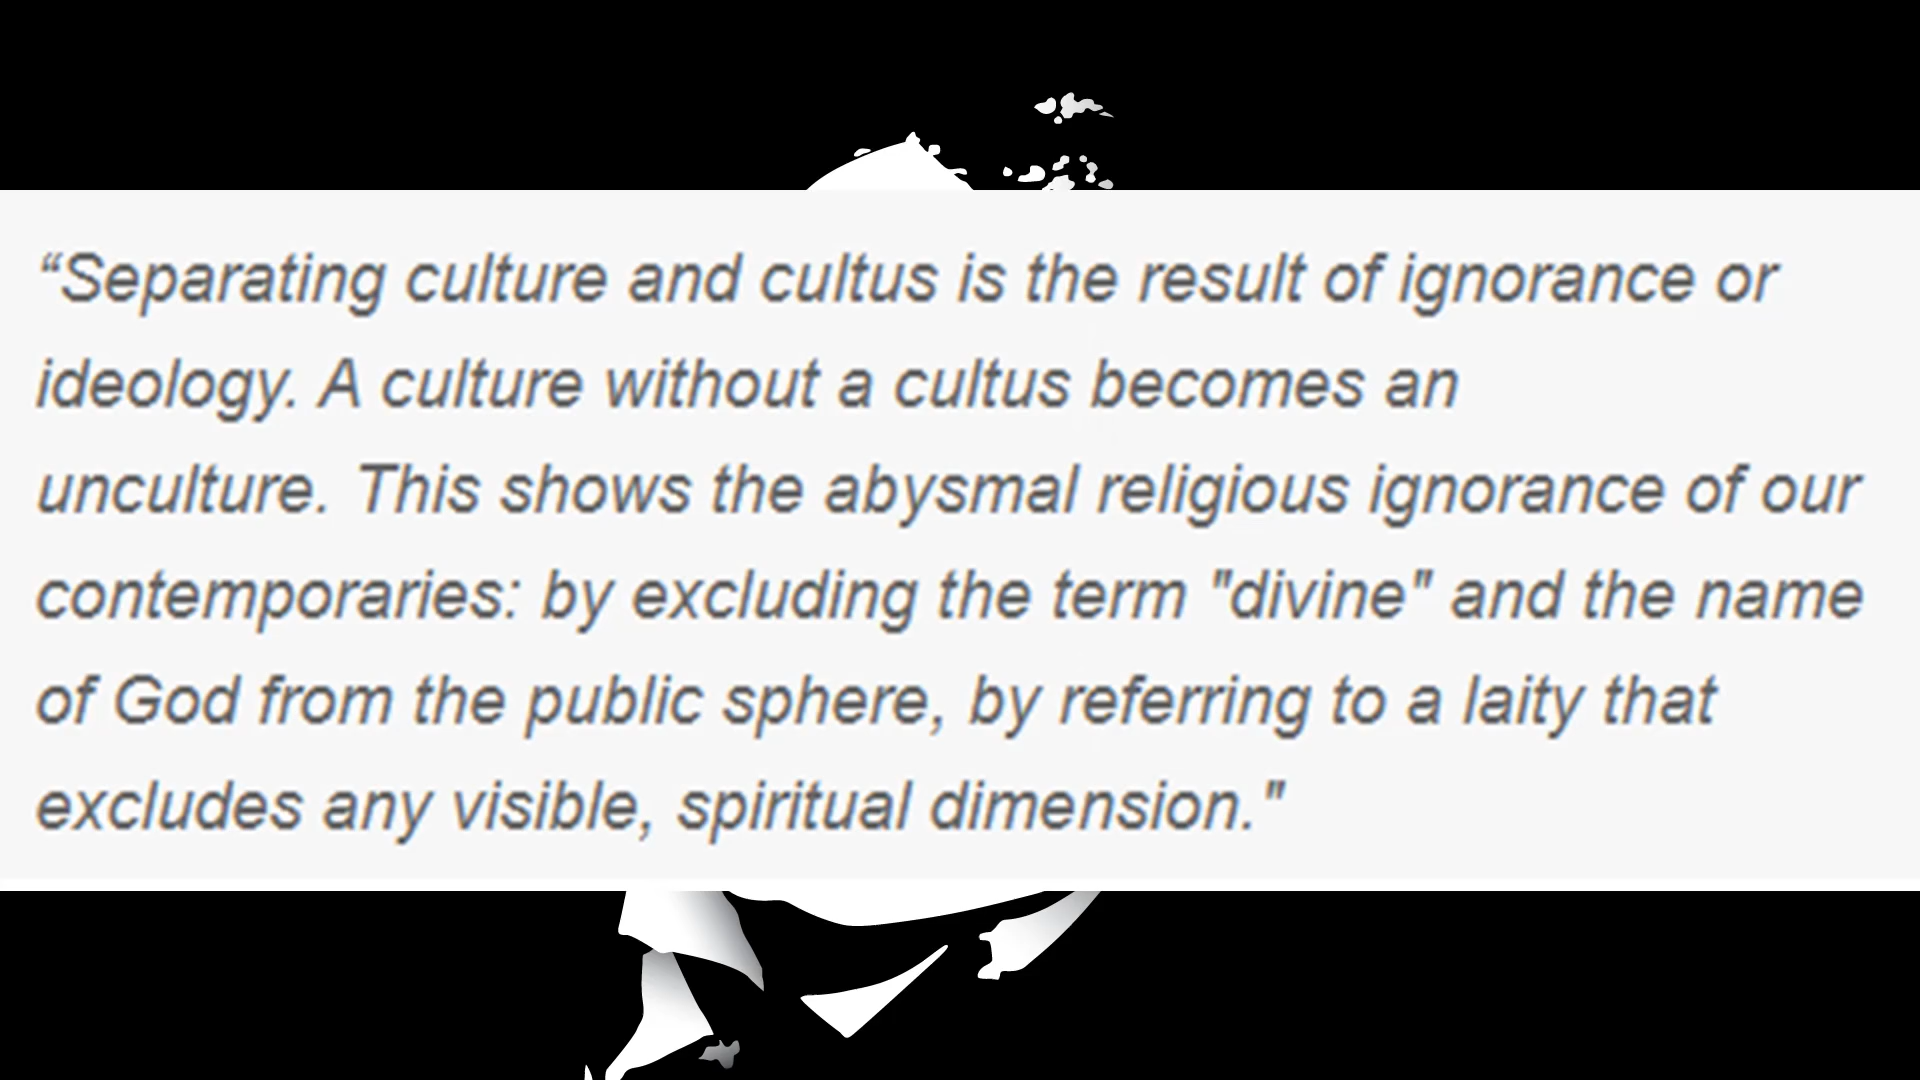 “Separating culture and cultus is the result of ignorance or
ideology. A culture without a cultus becomes an
unculture. This shows the abysmal religious ignorance of our
contemporaries: by excluding the term "divine" and the name
of God from the public sphere, by referring to a laity that
excludes any visible, spiritual dimension."